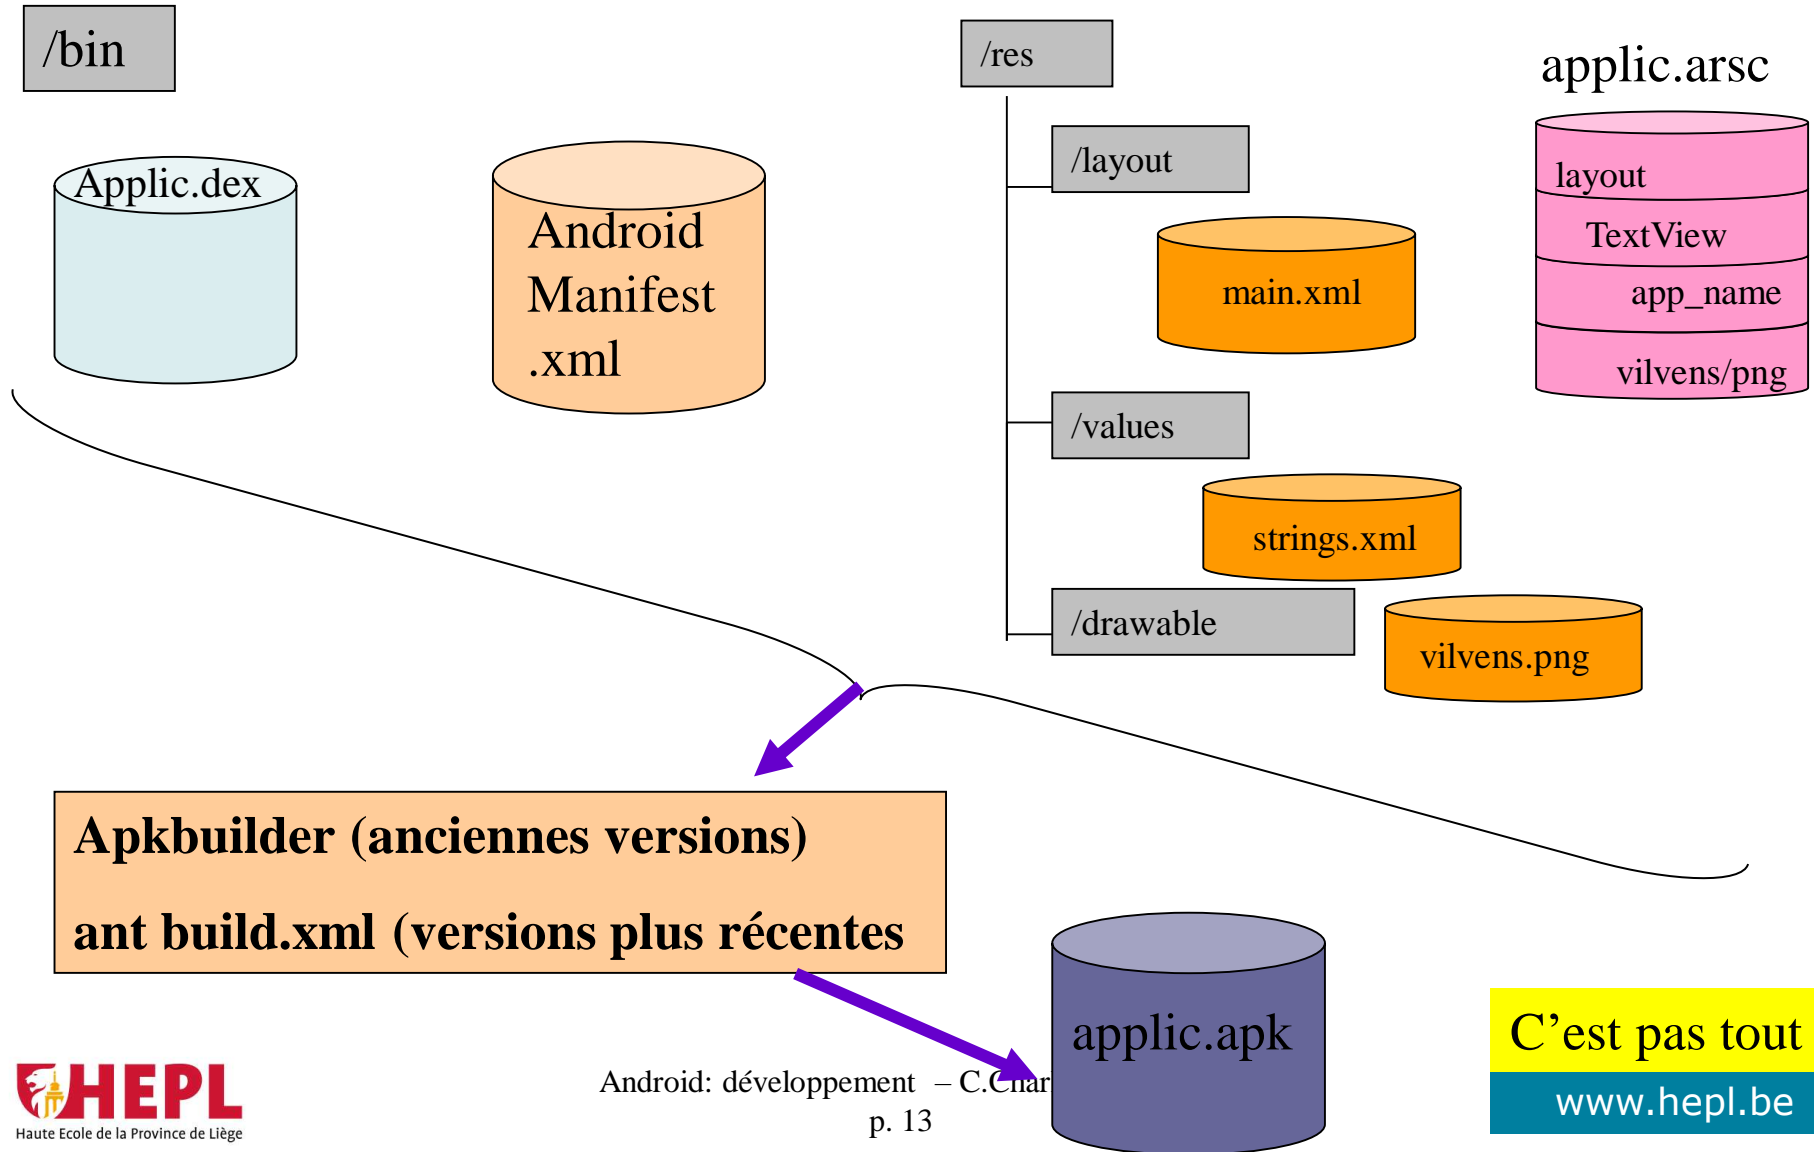 /bin
/res
applic.arsc
Applic.dex
Android
Manifest
.xml
/layout
main.xml
layout
TextView
app_name
vilvens/png
/values
strings.xml
/drawable
vilvens.png
Apkbuilder (anciennes versions)
ant build.xml (versions plus récentes
applic.apk
C’est pas tout
www.hepl.be
HEPL
Haute Ecole de la Province de Liège
Android: développement – C.Char
p. 13